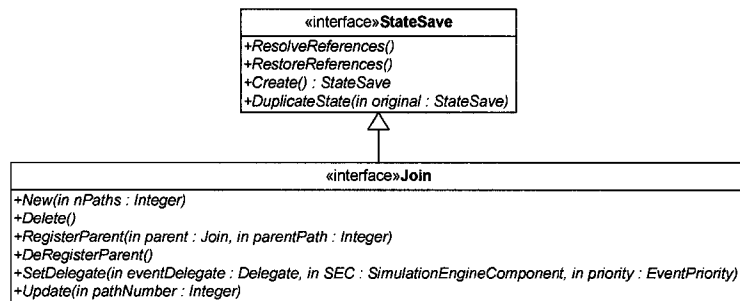 «interface»StateSave
+ResolveReferences()
+RestoreReferences()
+Create() : StateSave
+DuplicateState(in original : StateSave)
«interface»Join
+New(in nPaths : Integer)
+Delete()
+RegisterParent(in parent : Join, in parentPath : Integer)
+DeRegisterParent()
+SetDelegate(in eventDelegate : Delegate, in SEC : SimulationEngineComponent, in priority : EventPriority)
+Update(in pathNumber : Integer)